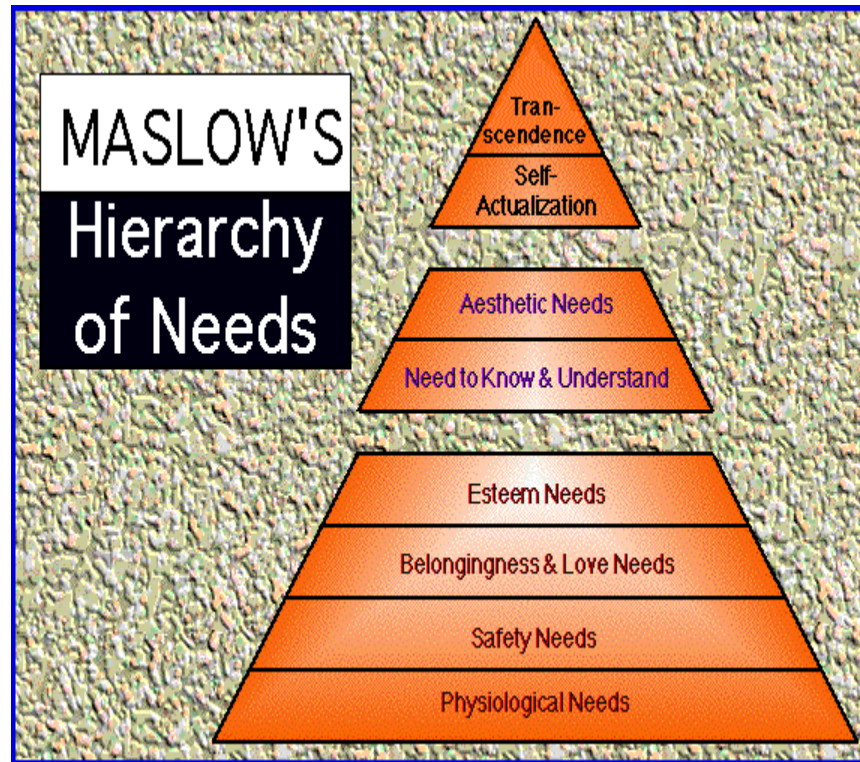 MASLOW'S
Hierarchy
of Needs
Tran-
scendence
Self-
Actualization
Aesthetic Needs
Need to Know & Understand
Esteem Needs
Belongingness & Love Needs
Safety Needs
Physiological Needs